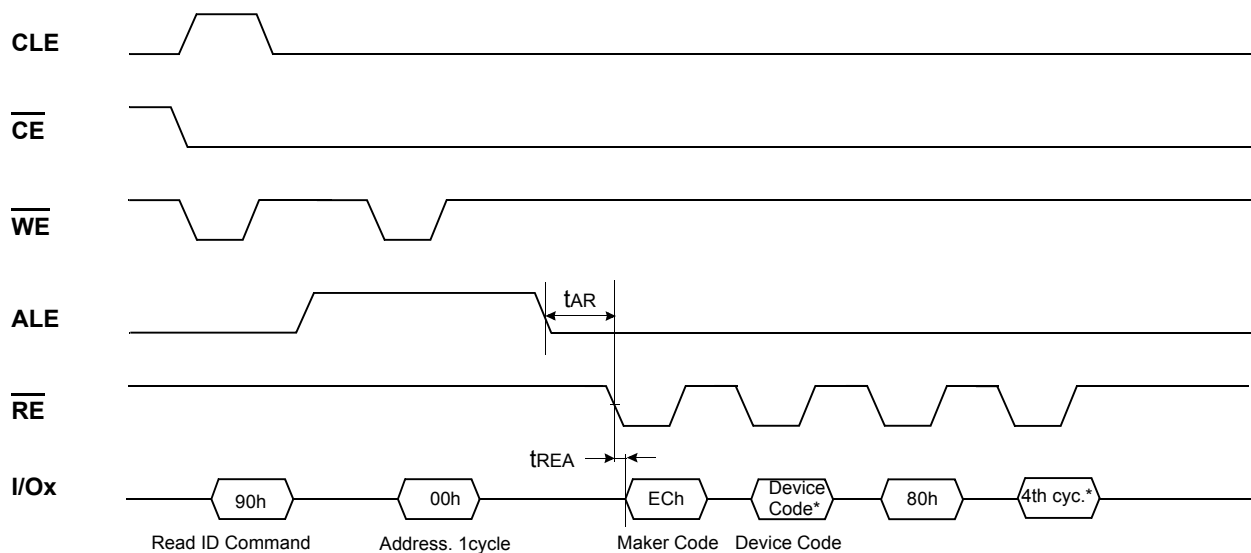 CLE
CE
WE
ALE
tAR
RE
tREA
I/Ox
90h
00h
ECh
Device
Code*
80h
4th cyc.*
Read ID Command
Address. 1cycle
Maker Code
Device Code